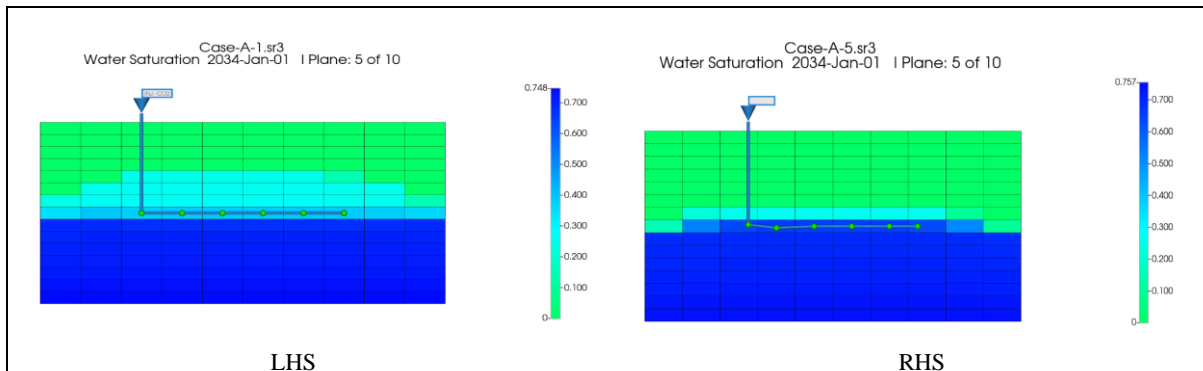 Case-A-1.sr3
Water Saturation 2034-Jan-01 I Plane: 5 of 10
INJ-CO2
0.748
0.700
0.600
0.500
0.400
0.300
0.200
0.100
0
LHS
Case-A-5.sr3
Water Saturation 2034-Jan-01 I Plane: 5 of 10
0.757
0.700
0.600
0.500
0.400
0.300
0.200
0.100
0
RHS